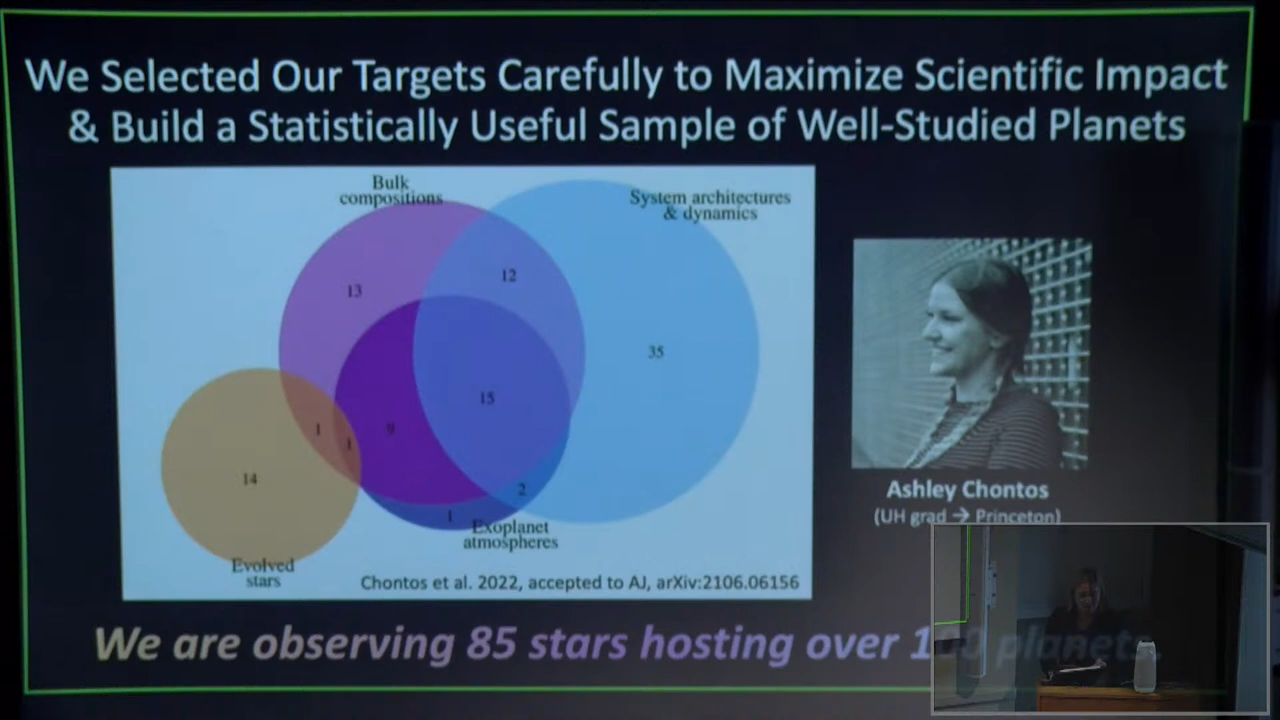 We Selected Our Targets Carefully to Maximize Scientific Impact
& Build a Statistically Useful Sample of Well-Studied Planets
Bulk
compositions
System architectures
& dynamics
13
12
35
15
9
1
1
14
2
1
Exoplanet
atmospheres
Evolved
stars
Chontos et al. 2022, accepted to AJ, arXiv:2106.06156
Ashley Chontos
(UH grad → Princeton)
We are observing 85 stars hosting over 100 planets.